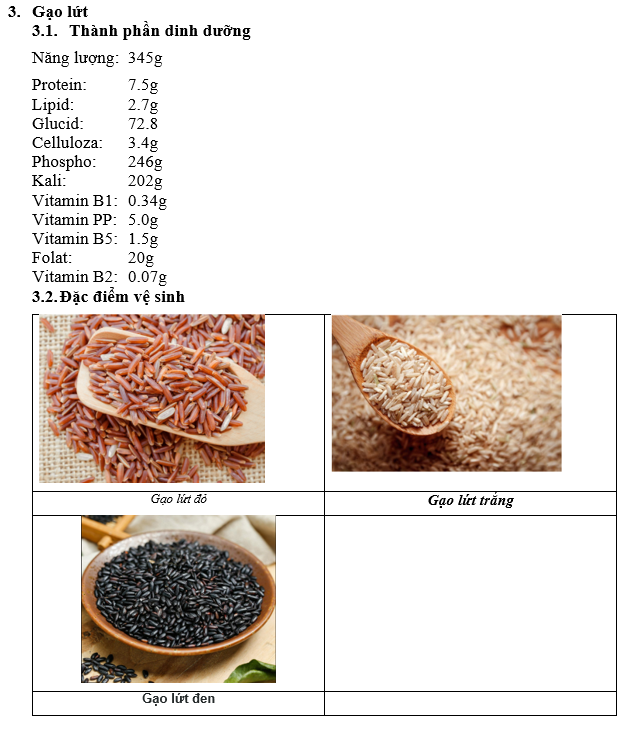 3. Gạo lứt
3.1. Thành phần dinh dưỡng
Năng lượng: 345g
Protein: 7.5g
Lipid: 2.7g
Glucid: 72.8
Celluloza: 3.4g
Phospho: 246g
Kali: 202g
Vitamin B1: 0.34g
Vitamin PP: 5.0g
Vitamin B5: 1.5g
Folat: 20g
Vitamin B2: 0.07g
3.2.Đặc điểm vệ sinh
Gạo lứt đỏ
Gạo lứt trắng
Gạo lứt đen